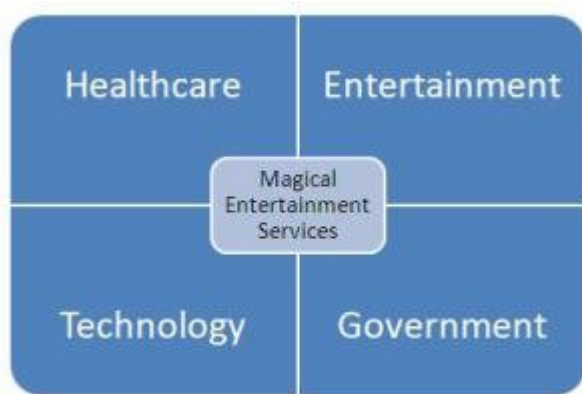 Healthcare
Entertainment
Magical
Entertainment
Services
Technology
Government